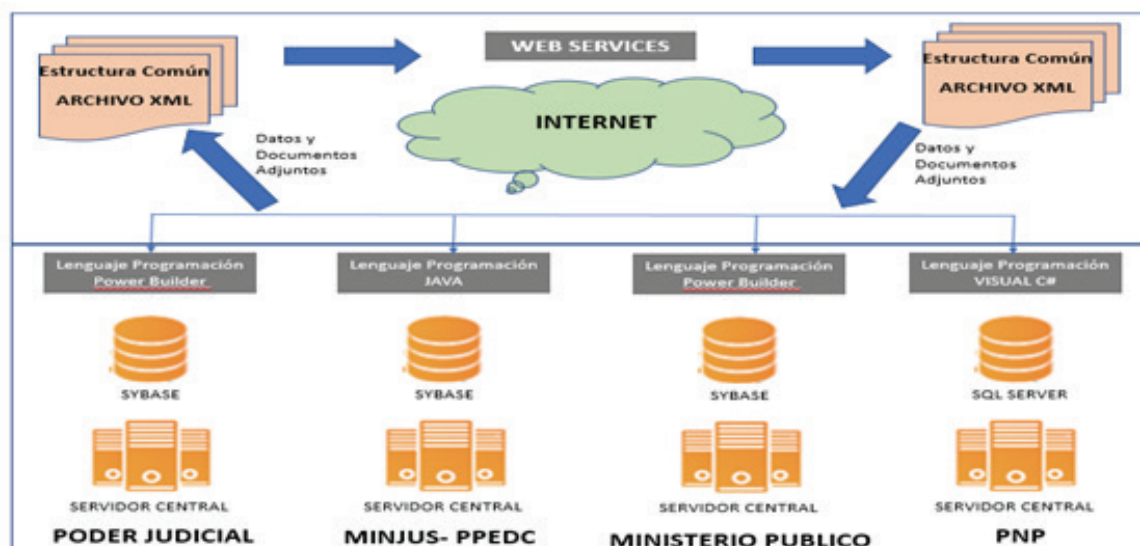 WEB SERVICES
Estructura Común
ARCHIVO XML
INTERNET
Estructura Común
ARCHIVO XML
Datos y
Documentos
Adjuntos
Datos y
Documentos
Adjuntos
Lenguaje Programación
Power Builder
Lenguaje Programación
JAVA
Lenguaje Programación
Power Builder
Lenguaje Programación
VISUAL C#
SYBASE
SYBASE
SYBASE
SQL SERVER
SERVIDOR CENTRAL
SERVIDOR CENTRAL
SERVIDOR CENTRAL
SERVIDOR CENTRAL
PODER JUDICIAL
MINJUS- PPEDC
MINISTERIO PUBLICO
PNP